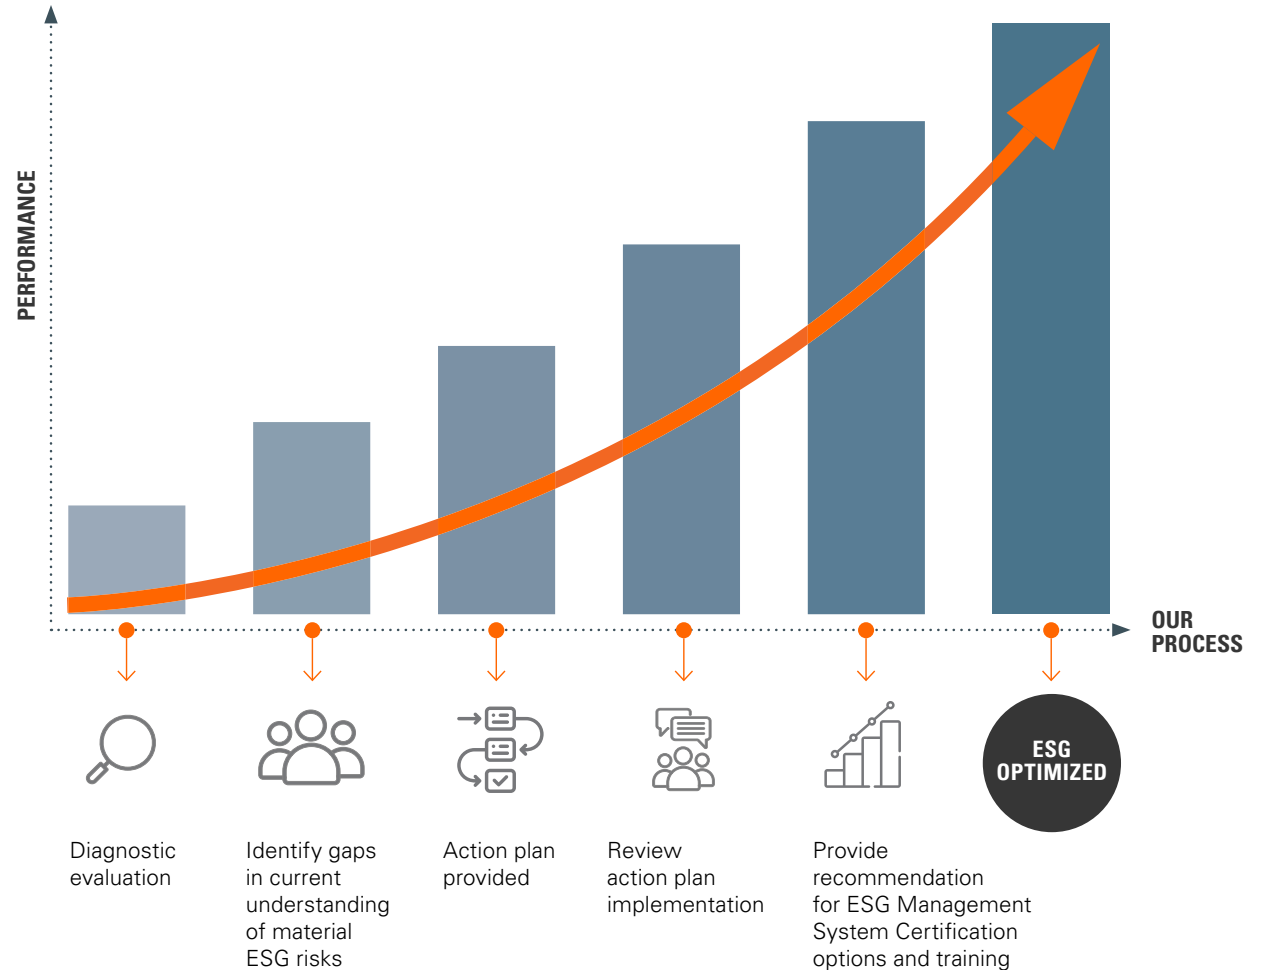 PERFORMANCE
OUR
PROCESS
ESG
OPTIMIZED
Diagnostic
evaluation
Identify gaps
in current
understanding
of material
ESG risks
Action plan
provided
Review
action plan
implementation
Provide
recommendation
for ESG Management
System Certification
options and training